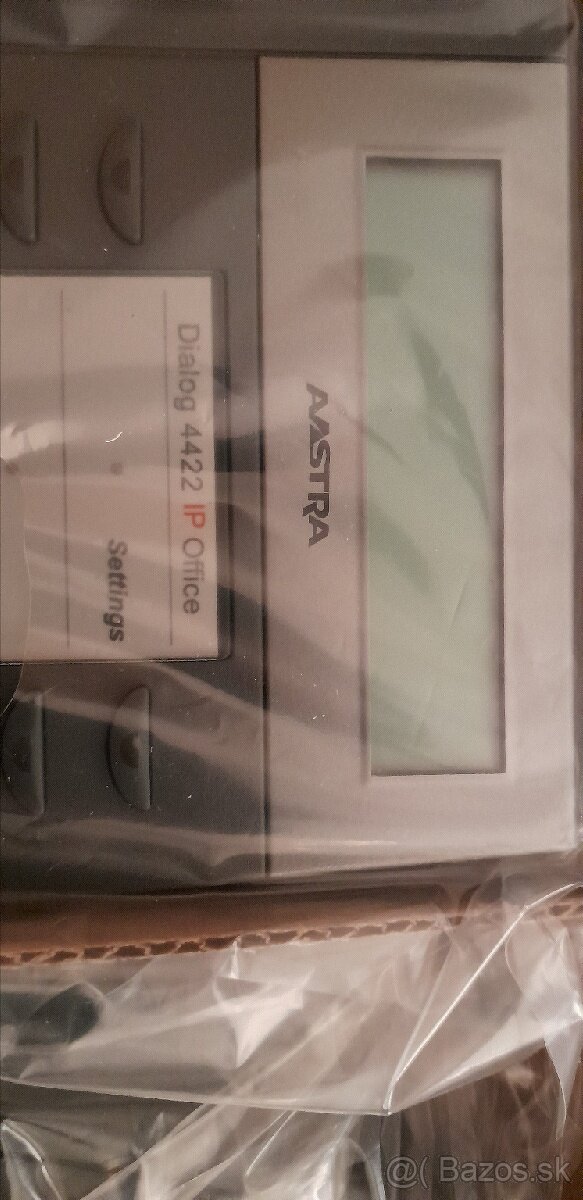 AASTRA
Dialog 4422 IP Office
Settings
@( Bazos.sk